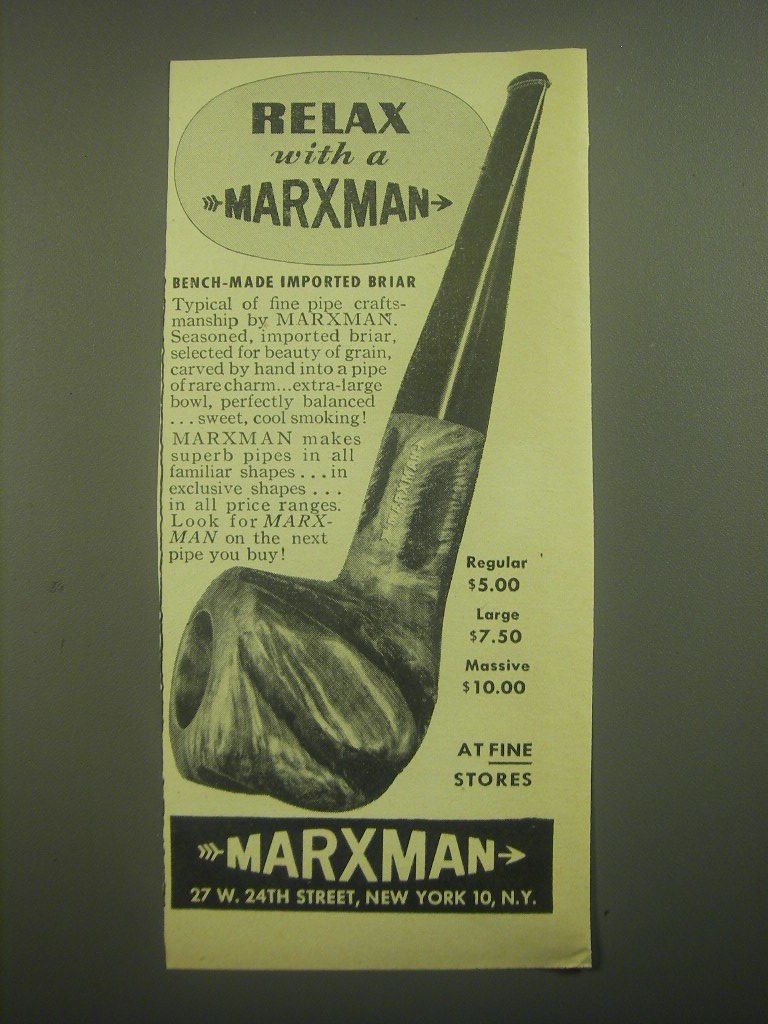 RELAX
with a
MARXMAN
BENCH-MADE IMPORTED BRIAR
Typical of fine pipe crafts-
manship by MARXMAN.
Seasoned, imported briar,
selected for beauty of grain,
carved by hand into a pipe
of rare charm...extra-large
bowl, perfectly balanced
...sweet, cool smoking!
MARXMAN makes
superb pipes in all
familiar shapes...in
exclusive shapes...
in all price ranges.
Look for MARX-
MAN on the next
pipe you buy!
MARXMAN
Regular
$5.00
Large
$7.50
Massive
$10.00
AT FINE
STORES
MARXMAN
27 W. 24TH STREET, NEW YORK 10, N.Y.